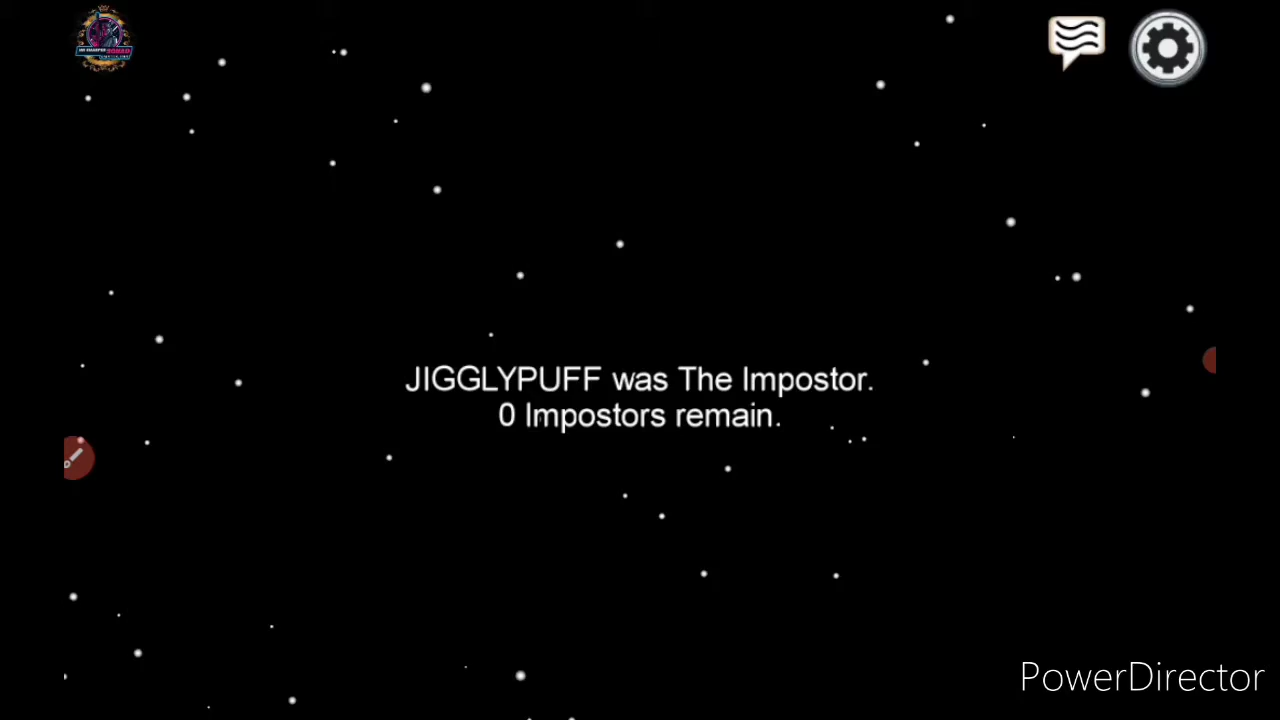 JIGGLYPUFF was The Impostor.
0 Impostors remain.
PowerDirector